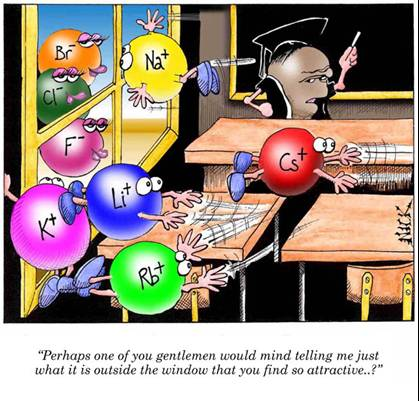 Br⁻
Na⁺
Cl⁻
F⁻
Cs⁺
Li⁺
K⁺
Rb⁺
NICK
“Perhaps one of you gentlemen would mind telling me just
what it is outside the window that you find so attractive..?”